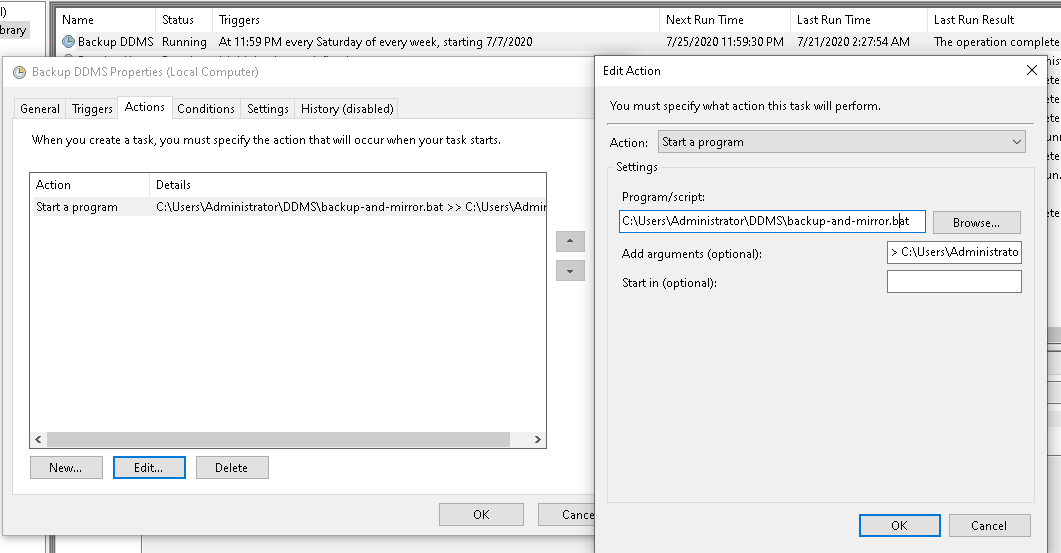 l)
brary
Name Status Triggers Next Run Time Last Run Time Last Run Result
Backup DDMS Running At 11:59 PM every Saturday of every week, starting 7/7/2020 7/25/2020 11:59:30 PM 7/21/2020 2:27:54 AM The operation complete
Backup DDMS Properties (Local Computer)
General Triggers Actions Conditions Settings History (disabled)
When you create a task, you must specify the action that will occur when your task starts.
Action Details
Start a program C:\Users\Administrator\DDMS\backup-and-mirror.bat >> C:\Users\Admir
New... Edit... Delete
OK Cance
Edit Action
You must specify what action this task will perform.
Action: Start a program
Settings
Program/script:
C:\Users\Administrator\DDMS\backup-and-mirror.bat Browse...
Add arguments (optional): > C:\Users\Administrato
Start in (optional):
OK Cancel